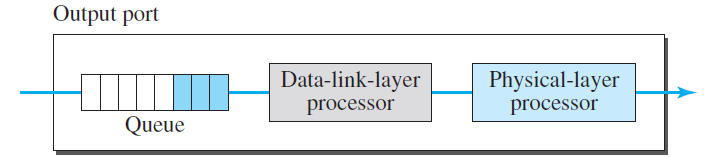 Output port
Data-link-layer
processor
Physical-layer
processor
Queue